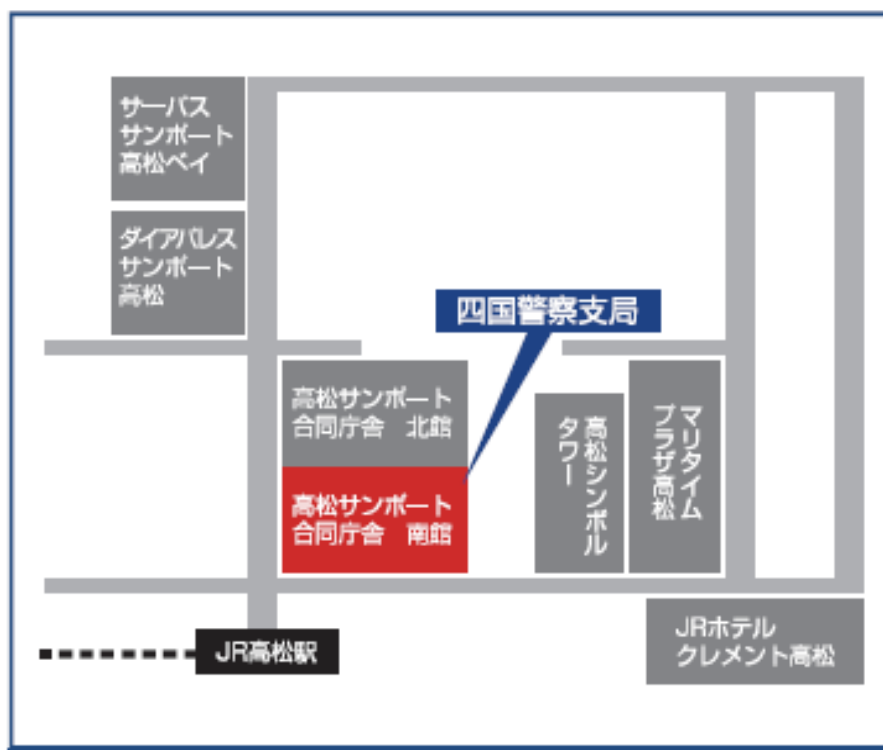 サーパス
サンポート
高松ベイ
ダイアパレス
サンポート
高松
四国警察支局
高松サンポート
合同庁舎　北館
高松サンポート
合同庁舎　南館
高松シンボル
タワー
マリタイム
プラザ高松
JR高松駅
JRホテル
クレメント高松